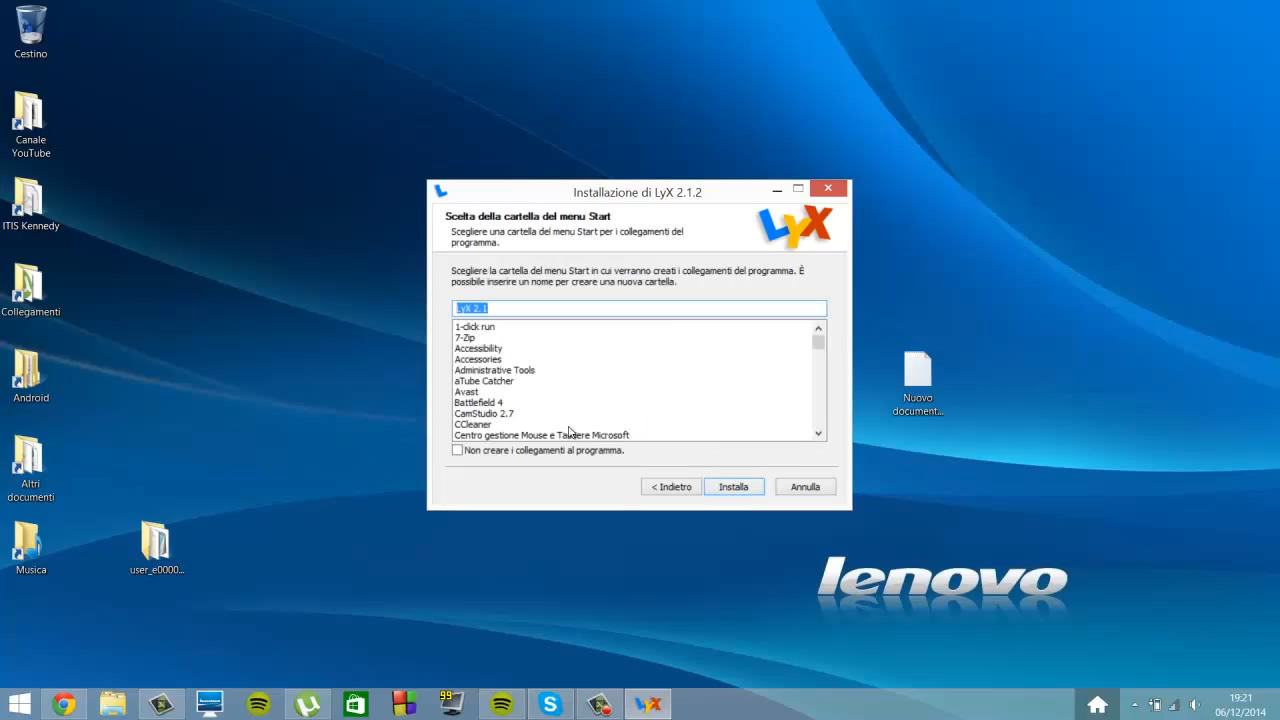 Cestino
Canale
YouTube
ITIS Kennedy
Collegamenti
Android
Altri
documenti
Musica
user_e0000...
Installazione di LyX 2.1.2
Scelta della cartella del menu Start
Scegliere una cartella del menu Start per i collegamenti del
programma.
LYX
Scegliere la cartella del menu Start in cui verranno creati i collegamenti del programma. È
possibile inserire un nome per creare una nuova cartella.
LyX 2.1
1-click run
7-Zip
Accessibility
Accessories
Administrative Tools
aTube Catcher
Avast
Battlefield 4
CamStudio 2.7
CCleaner
Centro gestione Mouse e Tastiere Microsoft
Non creare i collegamenti al programma.
< Indietro
Installa
Annulla
Nuovo
document...
lenovo
99
19:21
06/12/2014